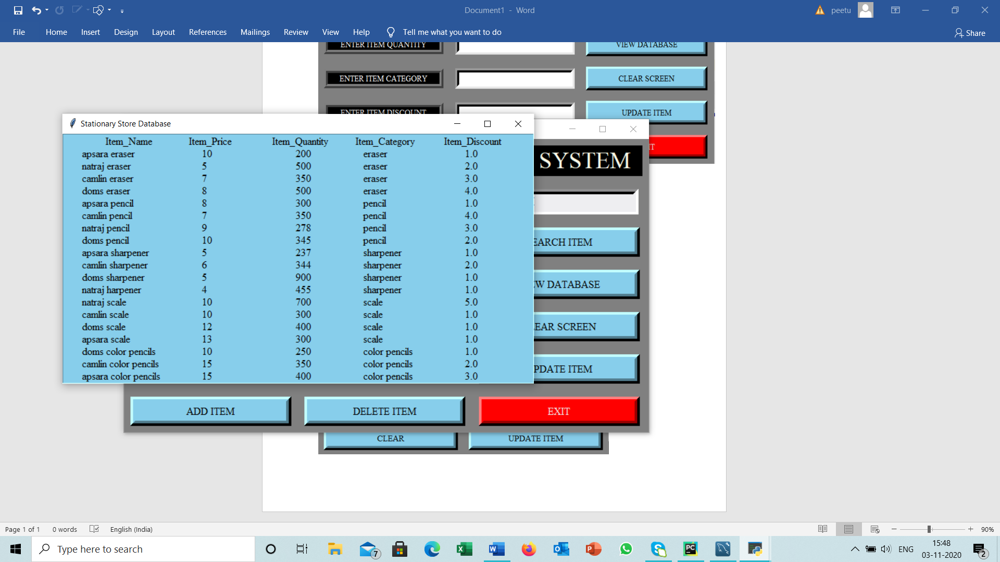 Document1 - Word
peetu
File Home Insert Design Layout References Mailings Review View Help Tell me what you want to do
Share
ENTER ITEM QUANTITY VIEW DATABASE
ENTER ITEM CATEGORY CLEAR SCREEN
ENTER ITEM DISCOUNT UPDATE ITEM
Stationary Store Database
Item_Name Item_Price Item_Quantity Item_Category Item_Discount
apsara eraser 10 200 eraser 1.0
natraj eraser 5 500 eraser 2.0
camlin eraser 7 350 eraser 3.0
doms eraser 8 500 eraser 4.0
apsara pencil 8 300 pencil 1.0
camlin pencil 7 350 pencil 4.0
natraj pencil 9 278 pencil 3.0
doms pencil 10 345 pencil 2.0
apsara sharpener 5 237 sharpener 1.0
camlin sharpener 6 344 sharpener 2.0
doms sharpener 5 900 sharpener 1.0
natraj harpener 4 455 sharpener 1.0
natraj scale 10 700 scale 5.0
camlin scale 10 300 scale 1.0
doms scale 12 400 scale 1.0
apsara scale 13 300 scale 1.0
doms color pencils 10 250 color pencils 1.0
camlin color pencils 15 350 color pencils 2.0
apsara color pencils 15 400 color pencils 3.0
IT
SYSTEM
EARCH ITEM
W DATABASE
EAR SCREEN
PDATE ITEM
ADD ITEM DELETE ITEM EXIT
CLEAR UPDATE ITEM
Page 1 of 1 0 words English (India) 90%
Type here to search
7
ENG
15:48
03-11-2020
2